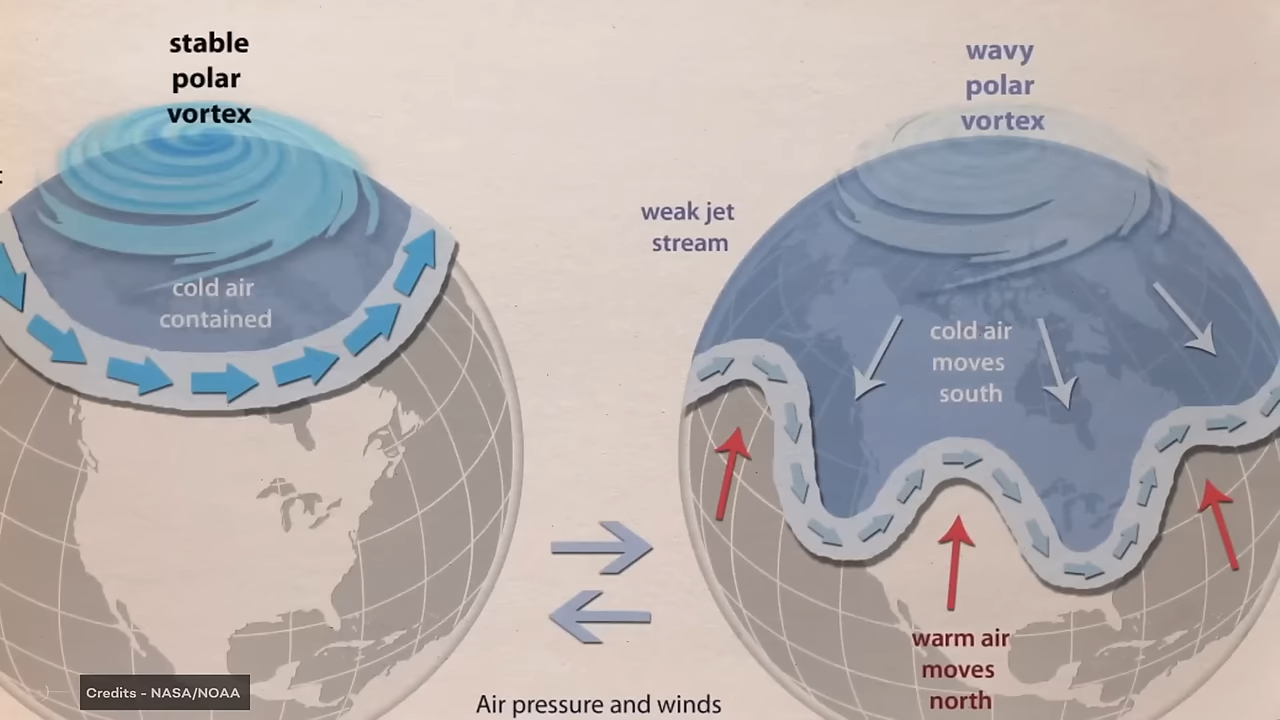 stable
polar
vortex
cold air
contained
weak jet
stream
wavy
polar
vortex
cold air
moves
south
warm air
moves
north
Air pressure and winds
Credits - NASA/NOAA